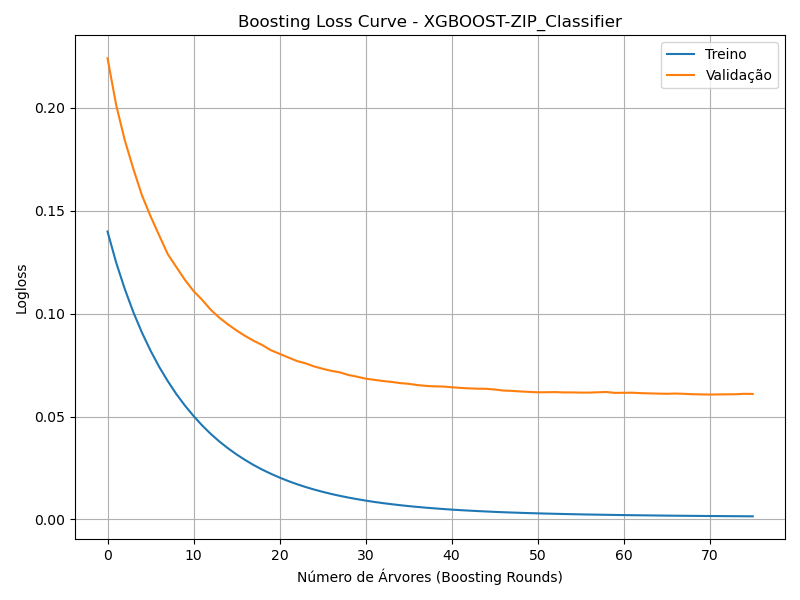 Boosting Loss Curve - XGBOOST-ZIP_Classifier
Treino
Validação
0.20
0.15
0.10
0.05
0.00
Logloss
0 10 20 30 40 50 60 70
Número de Árvores (Boosting Rounds)